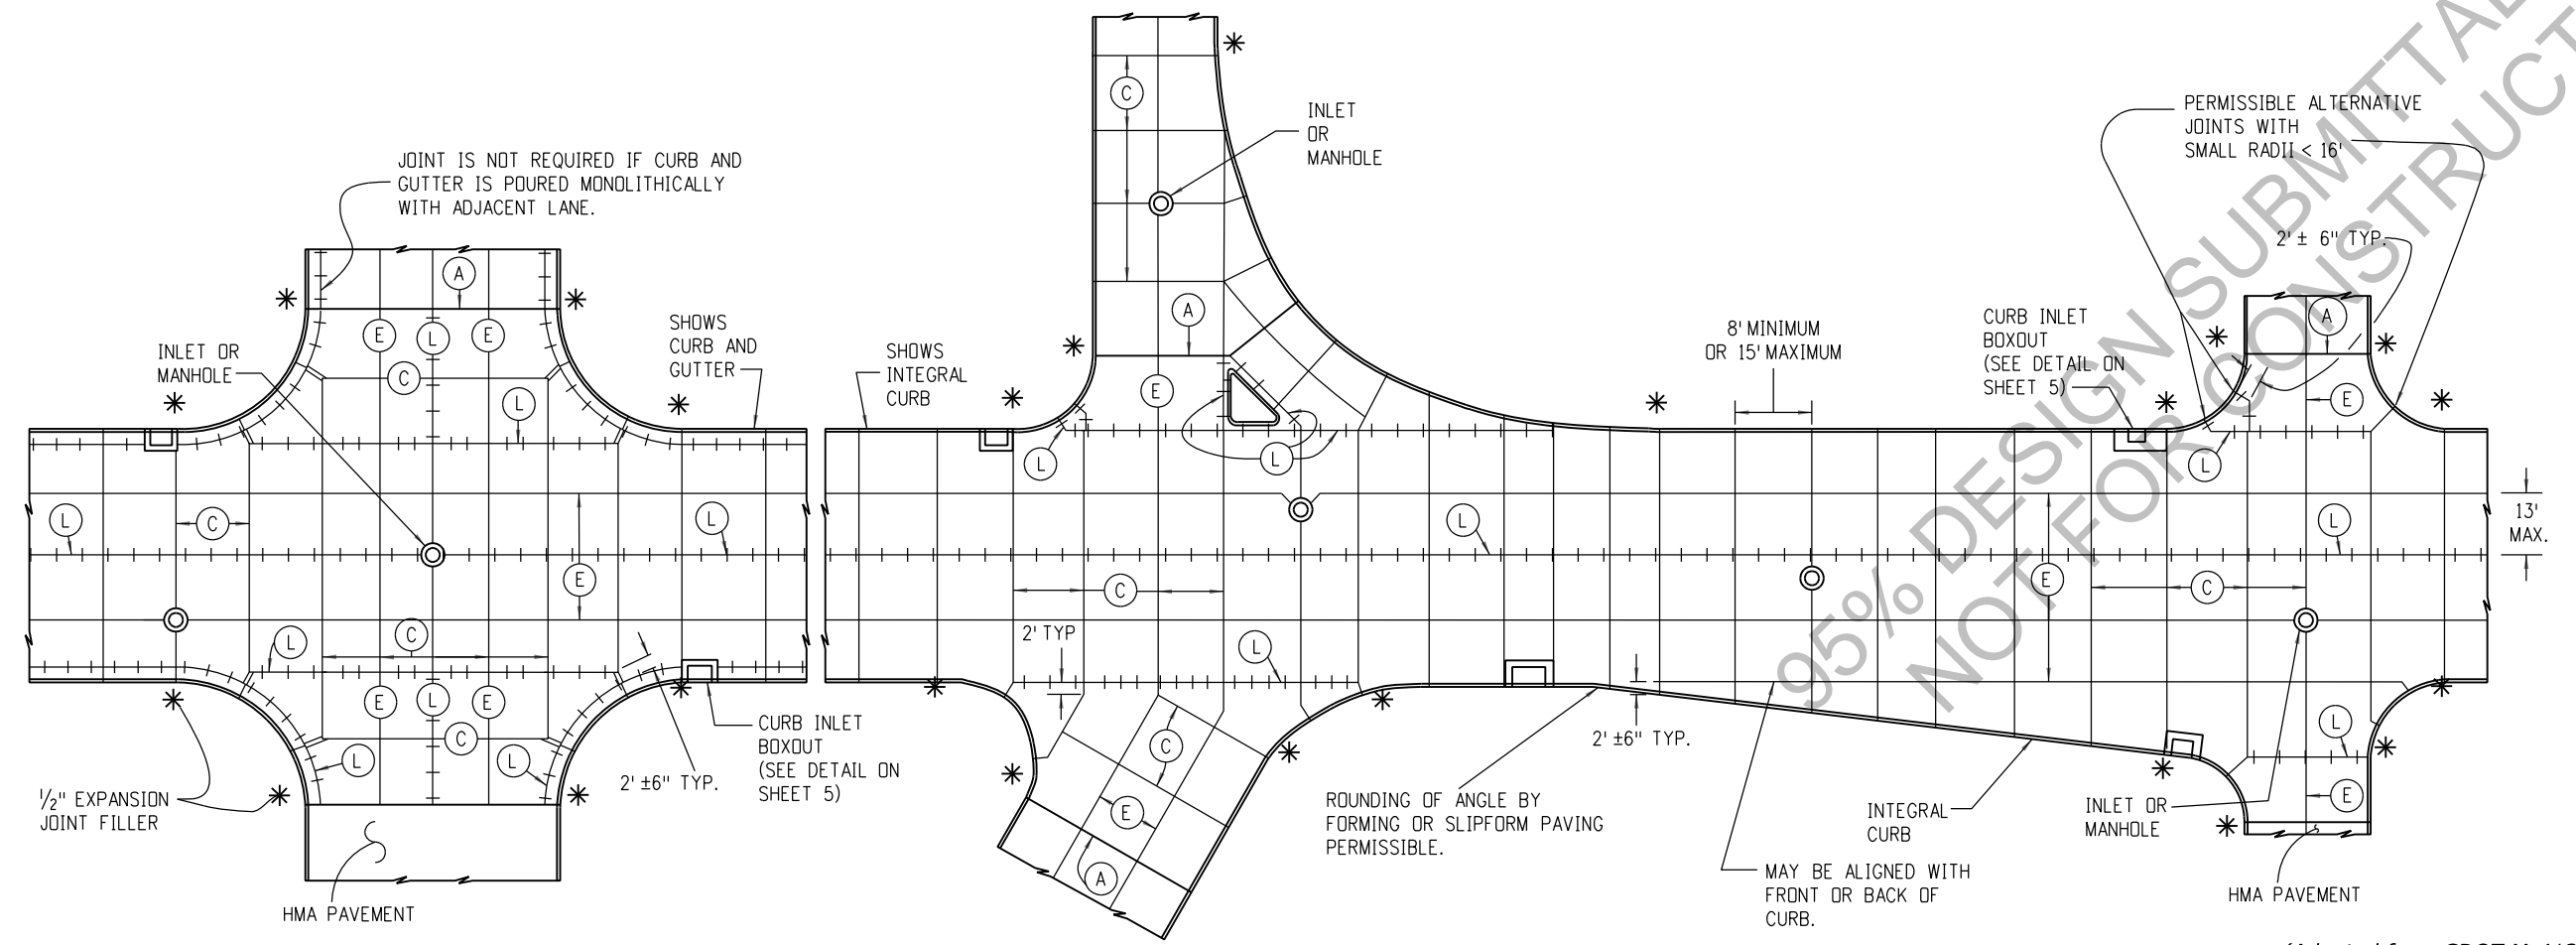 JOINT IS NOT REQUIRED IF CURB AND
GUTTER IS POURED MONOLITHICALLY
WITH ADJACENT LANE.
INLET OR
MANHOLE
SHOWS
CURB AND
GUTTER
A
E
L
E
C
L
L
C
L
E
L
C
E
L
E
C
L
L
1/2" EXPANSION
JOINT FILLER
HMA PAVEMENT
2' ±6" TYP.
CURB INLET
BOXOUT
(SEE DETAIL ON
SHEET 5)
SHOWS
INTEGRAL
CURB
C
INLET
OR
MANHOLE
A
E
L
L
L
C
2' TYP
L
C
E
A
ROUNDING OF ANGLE BY
FORMING OR SLIPFORM PAVING
PERMISSIBLE.
8' MINIMUM
OR 15' MAXIMUM
2' ±6" TYP.
E
MAY BE ALIGNED WITH
FRONT OR BACK OF
CURB.
INTEGRAL
CURB
PERMISSIBLE ALTERNATIVE
JOINTS WITH
SMALL RADII < 16'
2' ± 6" TYP.
CURB INLET
BOXOUT
(SEE DETAIL ON
SHEET 5)
A
E
L
L
13'
MAX.
C
L
E
INLET OR
MANHOLE
HMA PAVEMENT
95% DESIGN SUBMITTAL
NOT FOR CONSTRUCT